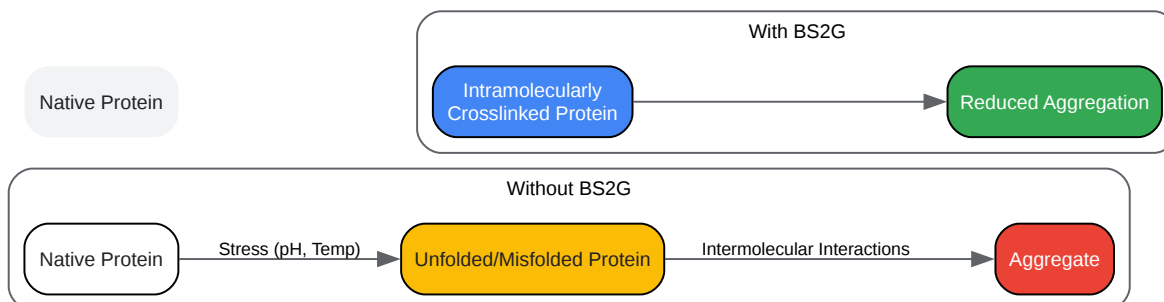 With BS2G
Native Protein
Intramolecularly
Crosslinked Protein
Reduced Aggregation
Without BS2G
Native Protein
Stress (pH, Temp)
Unfolded/Misfolded Protein
Intermolecular Interactions
Aggregate